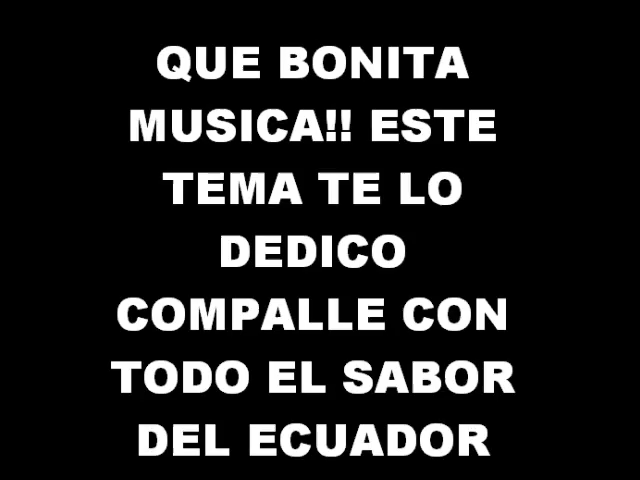 QUE BONITA
MUSICA!! ESTE
TEMA TE LO
DEDICO
COMPALLE CON
TODO EL SABOR
DEL ECUADOR